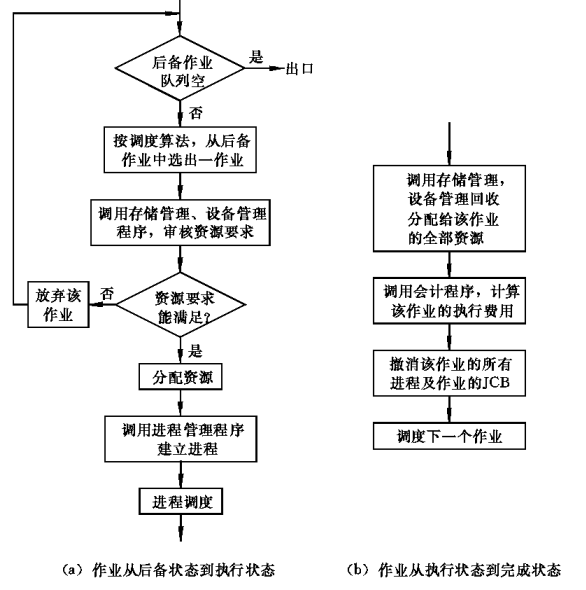 后备作业
队列空
是
出口
否
按调度算法，从后备
作业中选出一作业
调用存储管理、设备管理
程序，审核资源要求
资源要求
能满足？
否
放弃该
作业
是
分配资源
调用进程管理程序
建立进程
进程调度
（a）作业从后备状态到执行状态
调用存储管理，
设备管理回收
分配给该作业
的全部资源
调用会计程序，计算
该作业的执行费用
撤消该作业的所有
进程及作业的JCB
调度下一个作业
（b）作业从执行状态到完成状态